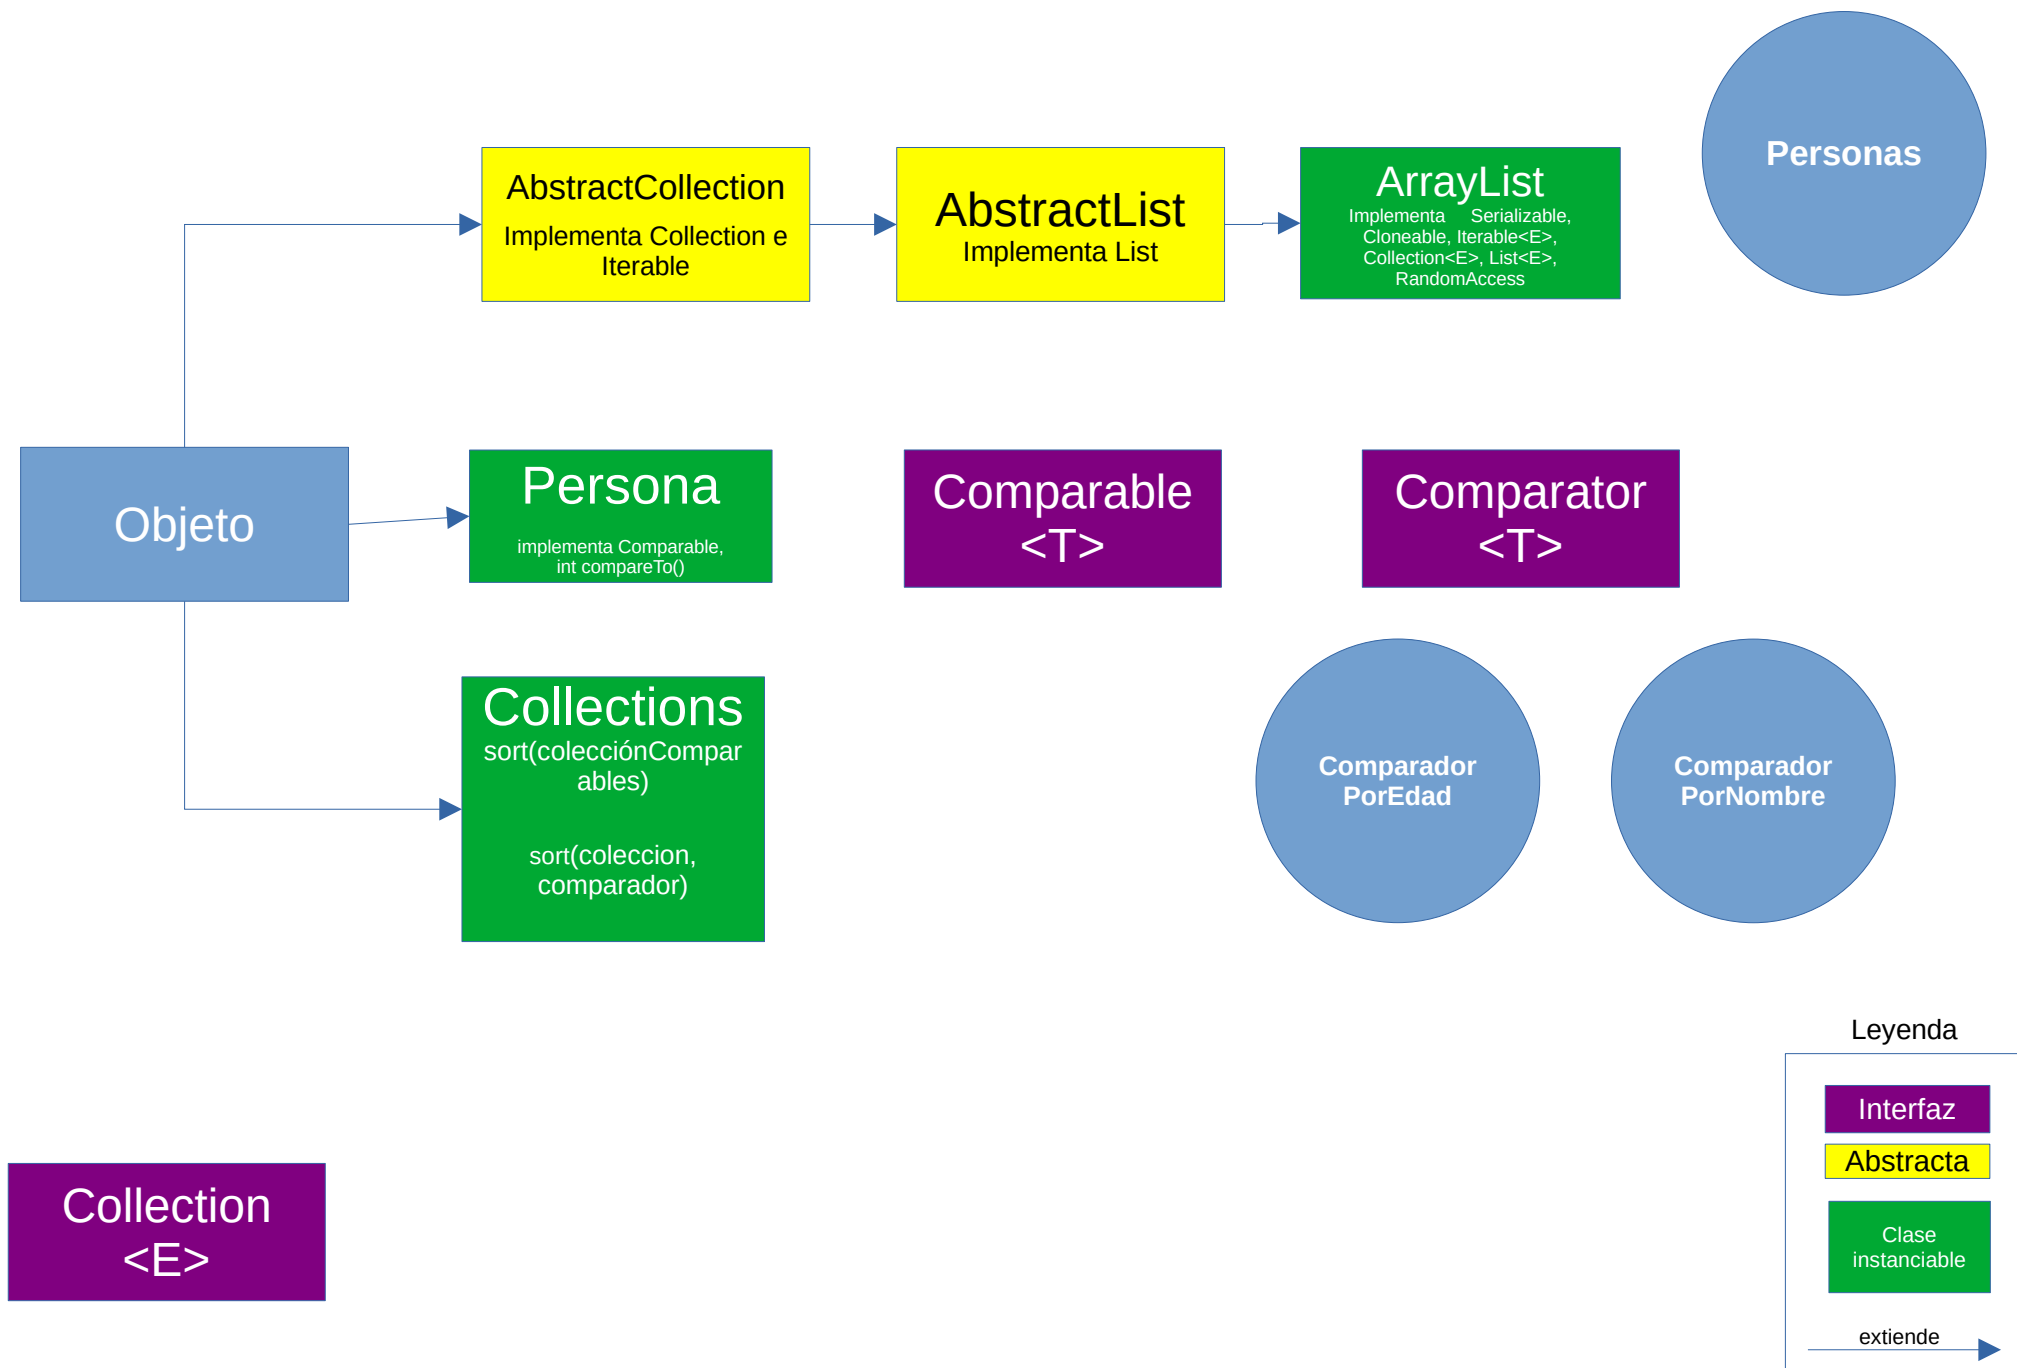 Personas
AbstractCollection
Implementa Collection e
Iterable
AbstractList
Implementa List
ArrayList
Implementa Serializable,
Cloneable, Iterable<E>,
Collection<E>, List<E>,
RandomAccess
Objeto
Persona
implementa Comparable,
int compareTo()
Comparable
<T>
Comparator
<T>
Collections
sort(colecciónCompar
ables)
sort(coleccion,
comparador)
Comparador
PorEdad
Comparador
PorNombre
Leyenda
Interfaz
Abstracta
Clase
instanciable
extiende
Collection
<E>